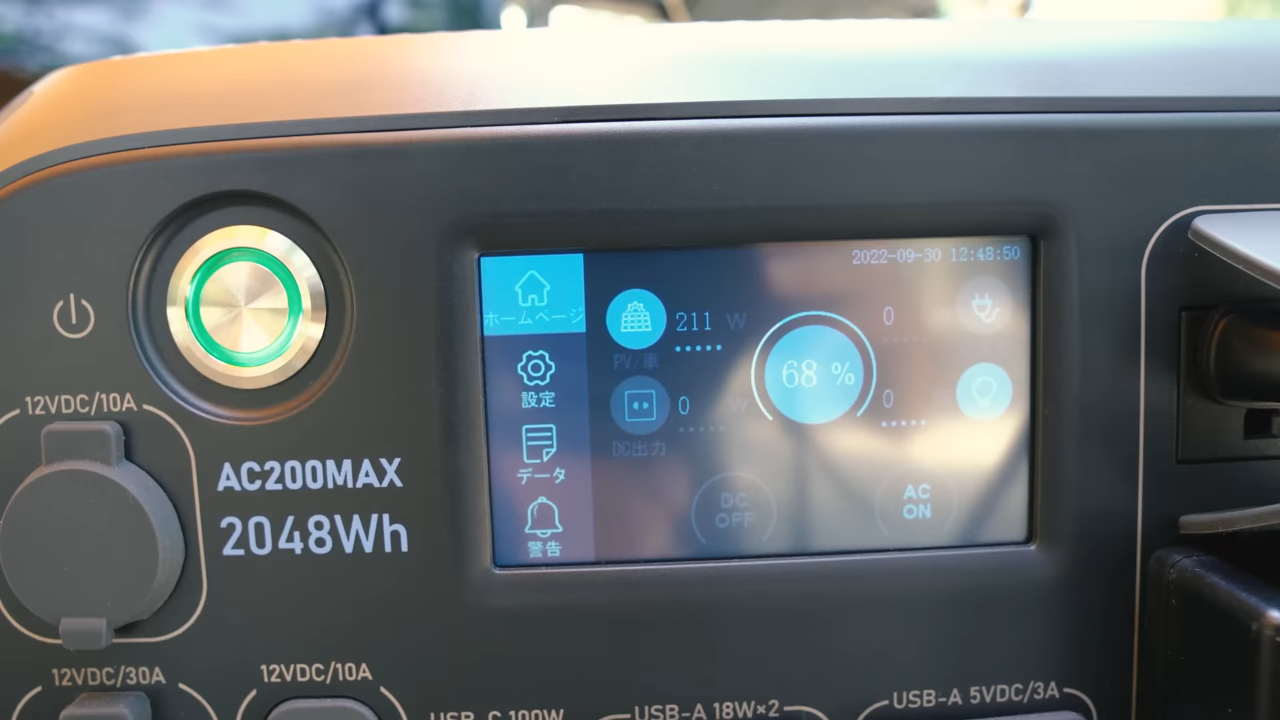 2022-09-30 12:48:50
ホームページ
211 W
0
PV/車
設定
68 %
0 W
0
DC出力
データ
DC
OFF
AC
ON
警告
12VDC/10A
AC200MAX
2048Wh
12VDC/30A
12VDC/10A
USB-C 100W
USB-A 18W×2
USB-A 5VDC/3A